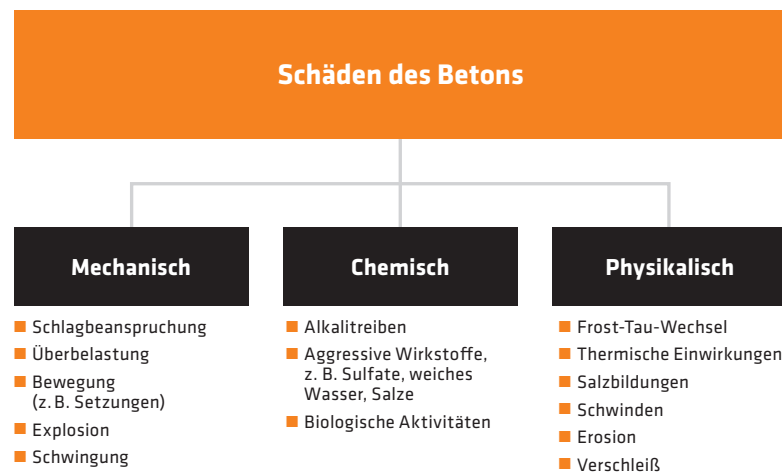 Schäden des Betons
Mechanisch
Schlagbeanspruchung
Überbelastung
Bewegung
(z. B. Setzungen)
Explosion
Schwingung
Chemisch
Alkalitreiben
Aggressive Wirkstoffe,
z. B. Sulfate, weiches
Wasser, Salze
Biologische Aktivitäten
Physikalisch
Frost-Tau-Wechsel
Thermische Einwirkungen
Salzbildungen
Schwinden
Erosion
Verschleiß